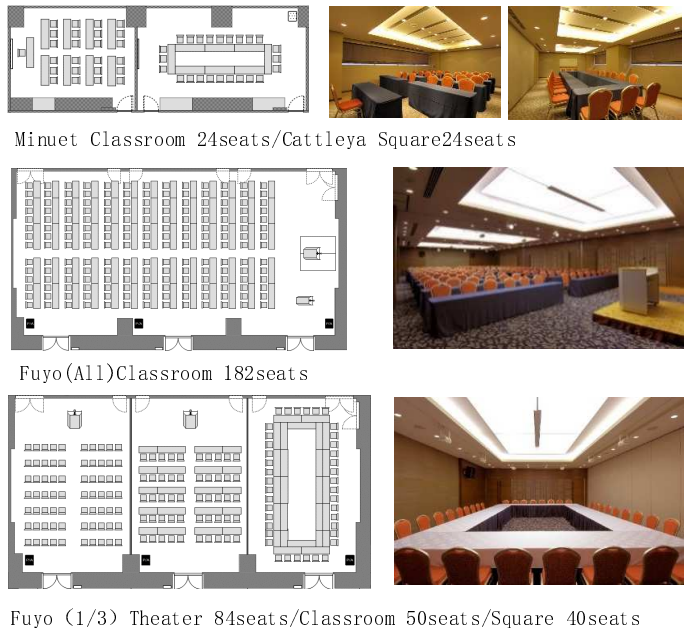 Minuet Classroom 24seats/Cattleya Square24seats
Fuyo(All)Classroom 182seats
Fuyo (1/3) Theater 84seats/Classroom 50seats/Square 40seats